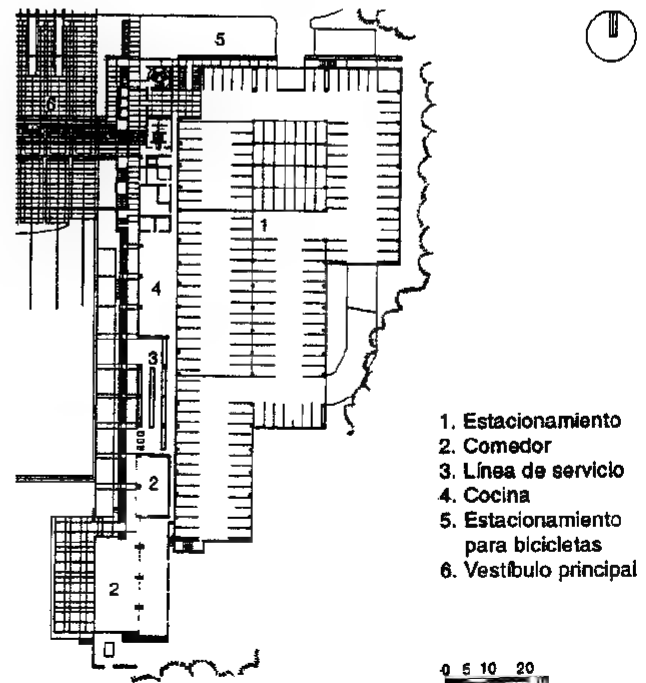 5
6
1
4
3
2
2
1. Estacionamiento
2. Comedor
3. Línea de servicio
4. Cocina
5. Estacionamiento
para bicicletas
6. Vestíbulo principal
0 5 10 20